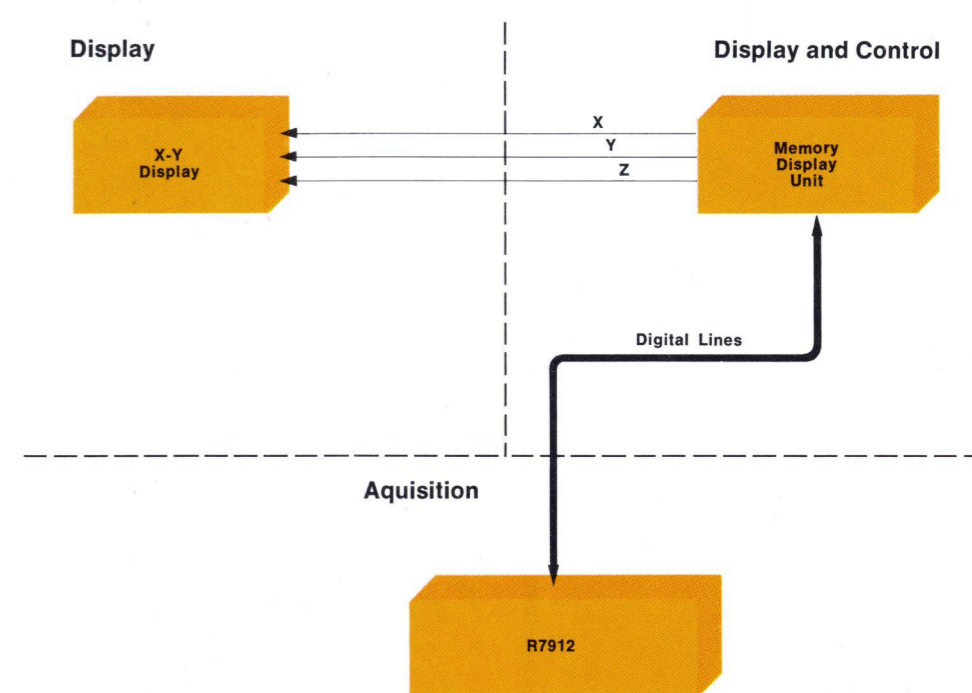 Display
Display and Control
X-Y
Display
X
Y
Z
Memory
Display
Unit
Digital Lines
Aquisition
R7912